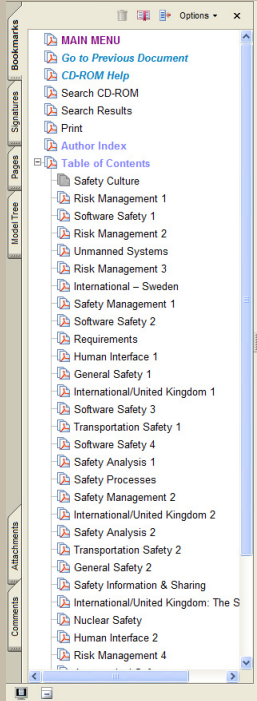 Options
MAIN MENU
Go to Previous Document
CD-ROM Help
Search CD-ROM
Search Results
Print
Author Index
Table of Contents
Safety Culture
Risk Management 1
Software Safety 1
Risk Management 2
Unmanned Systems
Risk Management 3
International – Sweden
Safety Management 1
Software Safety 2
Requirements
Human Interface 1
General Safety 1
International/United Kingdom 1
Software Safety 3
Transportation Safety 1
Software Safety 4
Safety Analysis 1
Safety Processes
Safety Management 2
International/United Kingdom 2
Safety Analysis 2
Transportation Safety 2
General Safety 2
Safety Information & Sharing
International/United Kingdom: The S
Nuclear Safety
Human Interface 2
Risk Management 4
Bookmarks
Signatures
Pages
Model Tree
Attachments
Comments